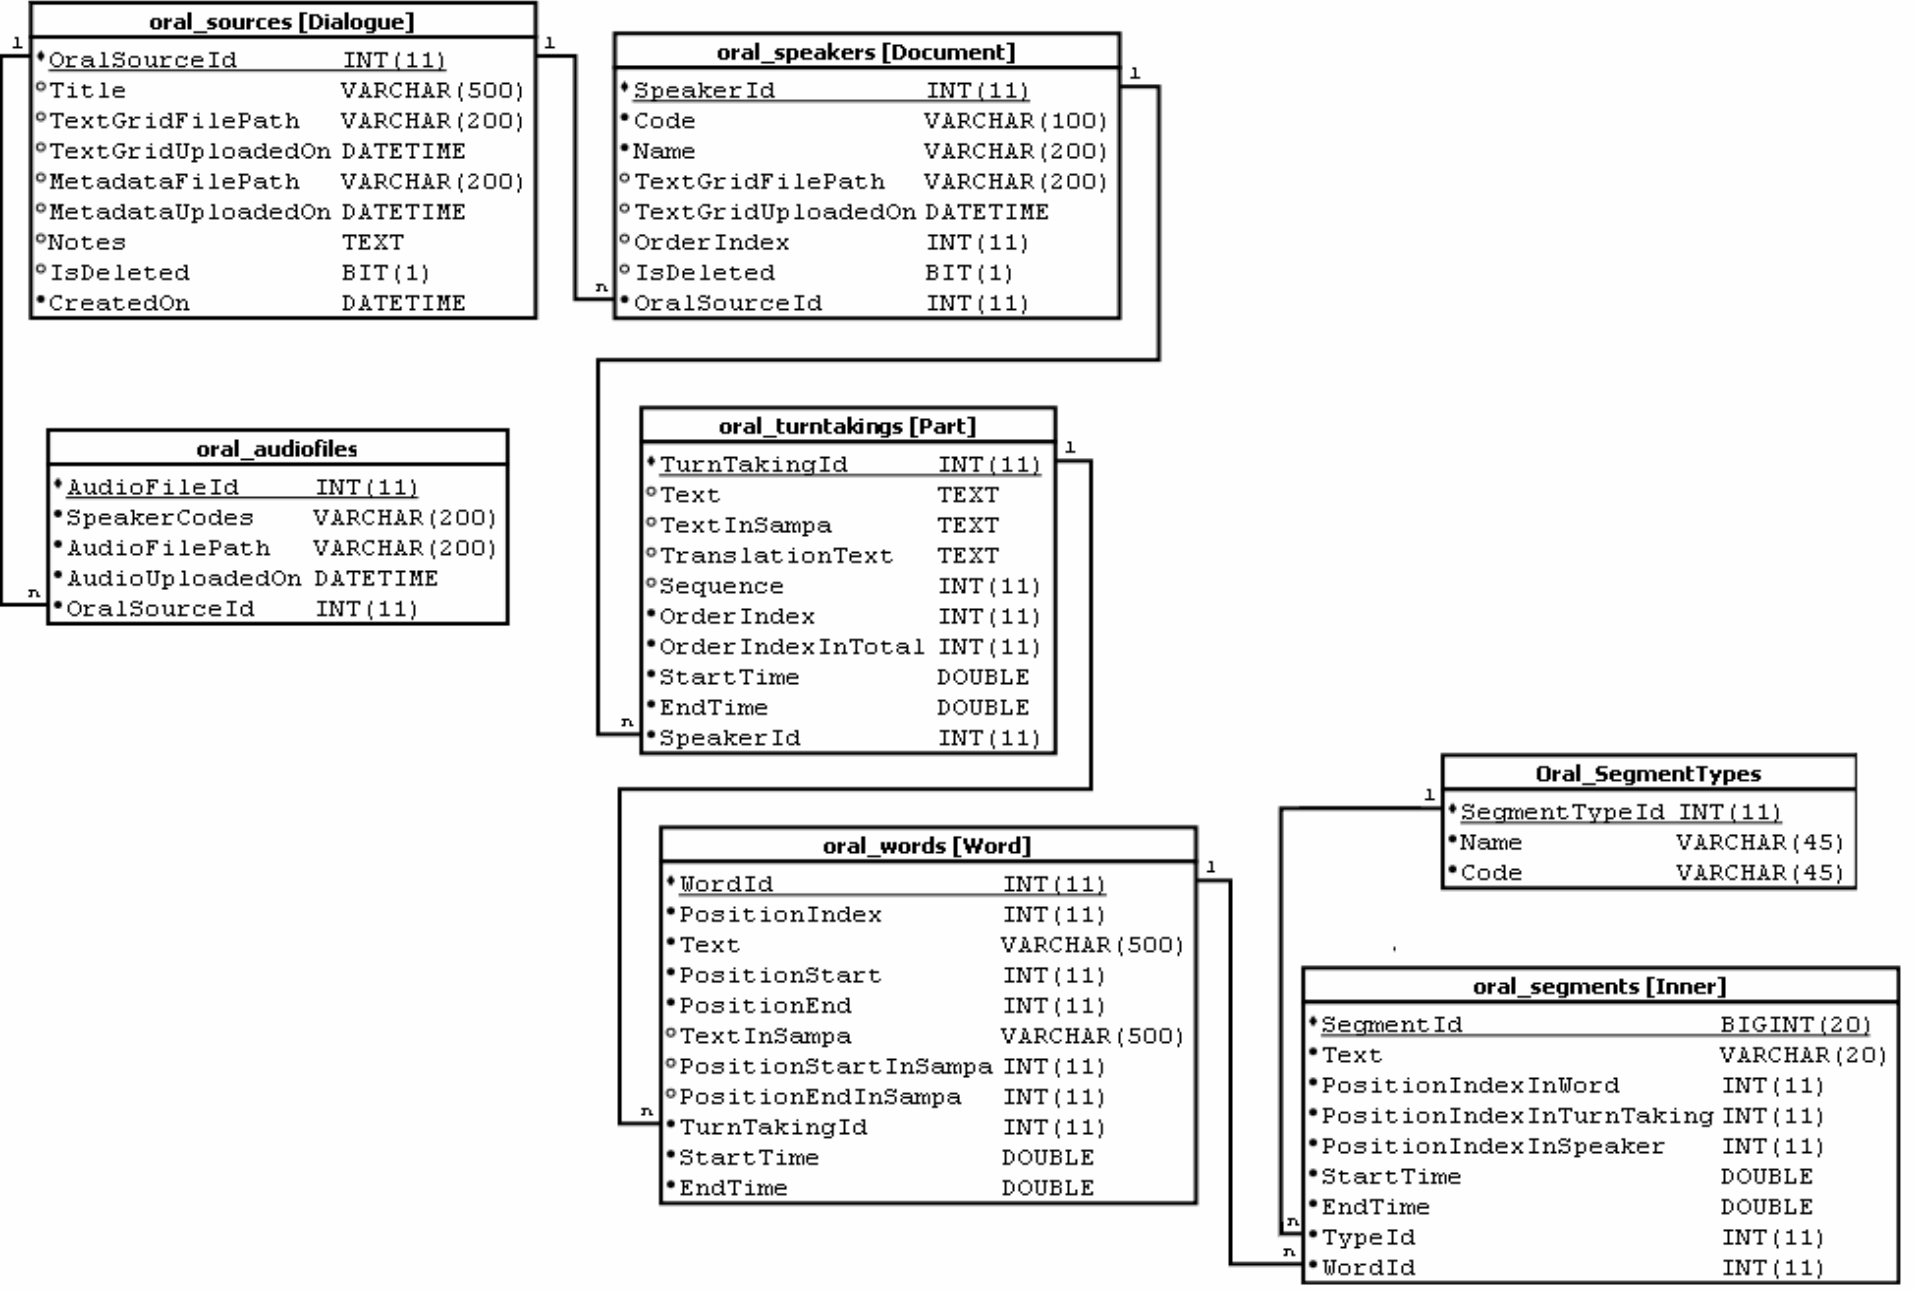 oral_sources [Dialogue]
1
1
OralSourceId INT(11)
Title VARCHAR(500)
TextGridFilePath VARCHAR(200)
TextGridUploadedOn DATETIME
MetadataFilePath VARCHAR(200)
MetadataUploadedOn DATETIME
Notes TEXT
IsDeleted BIT(1)
CreatedOn DATETIME
oral_speakers [Document]
1
SpeakerId INT(11)
Code VARCHAR(100)
Name VARCHAR(200)
TextGridFilePath VARCHAR(200)
TextGridUploadedOn DATETIME
OrderIndex INT(11)
IsDeleted BIT(1)
n
OralSourceId INT(11)
oral_audiofiles
AudioFileId INT(11)
SpeakerCodes VARCHAR(200)
AudioFilePath VARCHAR(200)
AudioUploadedOn DATETIME
n
OralSourceId INT(11)
oral_turntakings [Part]
1
TurnTakingId INT(11)
Text TEXT
TextInSampa TEXT
TranslationText TEXT
Sequence INT(11)
OrderIndex INT(11)
OrderIndexInTotal INT(11)
StartTime DOUBLE
EndTime DOUBLE
n
SpeakerId INT(11)
oral_words [Word]
1
WordId INT(11)
PositionIndex INT(11)
Text VARCHAR(500)
PositionStart INT(11)
PositionEnd INT(11)
TextInSampa VARCHAR(500)
PositionStartInSampa INT(11)
PositionEndInSampa INT(11)
n
TurnTakingId INT(11)
StartTime DOUBLE
EndTime DOUBLE
Oral_SegmentTypes
1
SegmentTypeId INT(11)
Name VARCHAR(45)
Code VARCHAR(45)
oral_segments [Inner]
SegmentId BIGINT(20)
Text VARCHAR(20)
PositionIndexInWord INT(11)
PositionIndexInTurnTaking INT(11)
PositionIndexInSpeaker INT(11)
StartTime DOUBLE
EndTime DOUBLE
n
TypeId INT(11)
n
WordId INT(11)